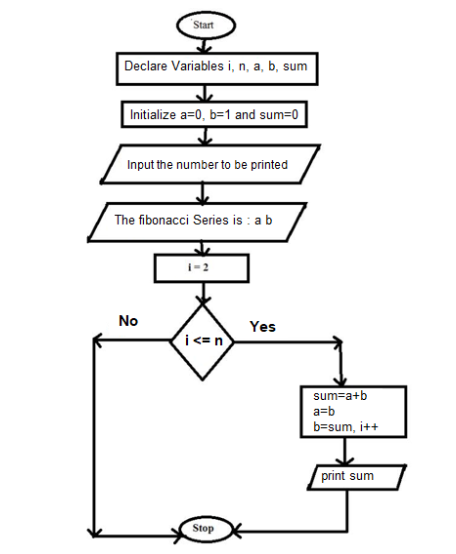 Start
Declare Variables i, n, a, b, sum
Initialize a=0, b=1 and sum=0
Input the number to be printed
The fibonacci Series is : a b
i = 2
No
Yes
i <= n
sum=a+b
a=b
b=sum, i++
print sum
Stop